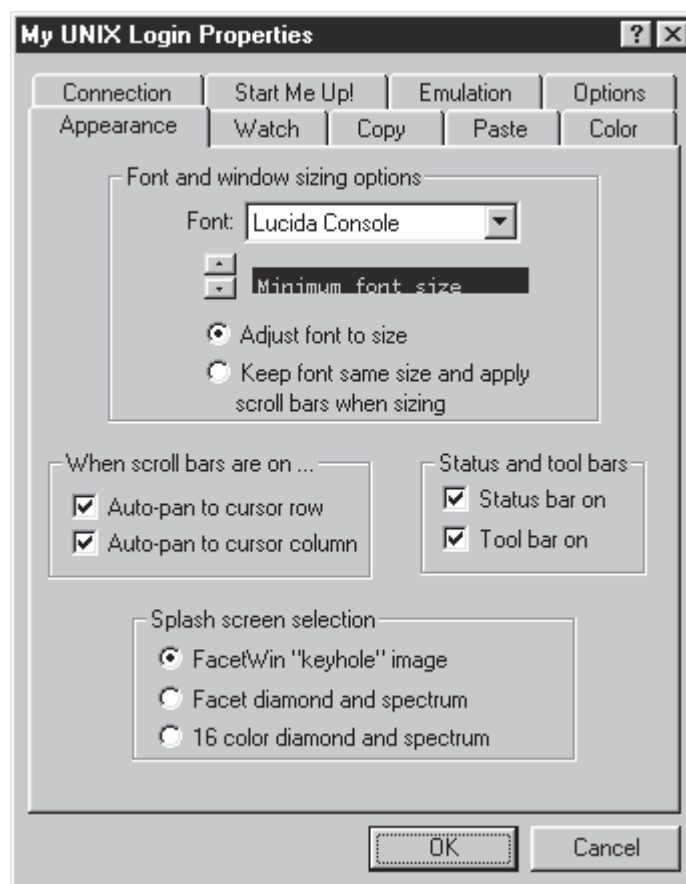 My UNIX Login Properties
Connection Start Me Up! Emulation Options
Appearance Watch Copy Paste Color
Font and window sizing options
Font: Lucida Console
Minimum font size
Adjust font to size
Keep font same size and apply
scroll bars when sizing
When scroll bars are on ...
Auto-pan to cursor row
Auto-pan to cursor column
Status and tool bars
Status bar on
Tool bar on
Splash screen selection
FacetWin "keyhole" image
Facet diamond and spectrum
16 color diamond and spectrum
OK Cancel